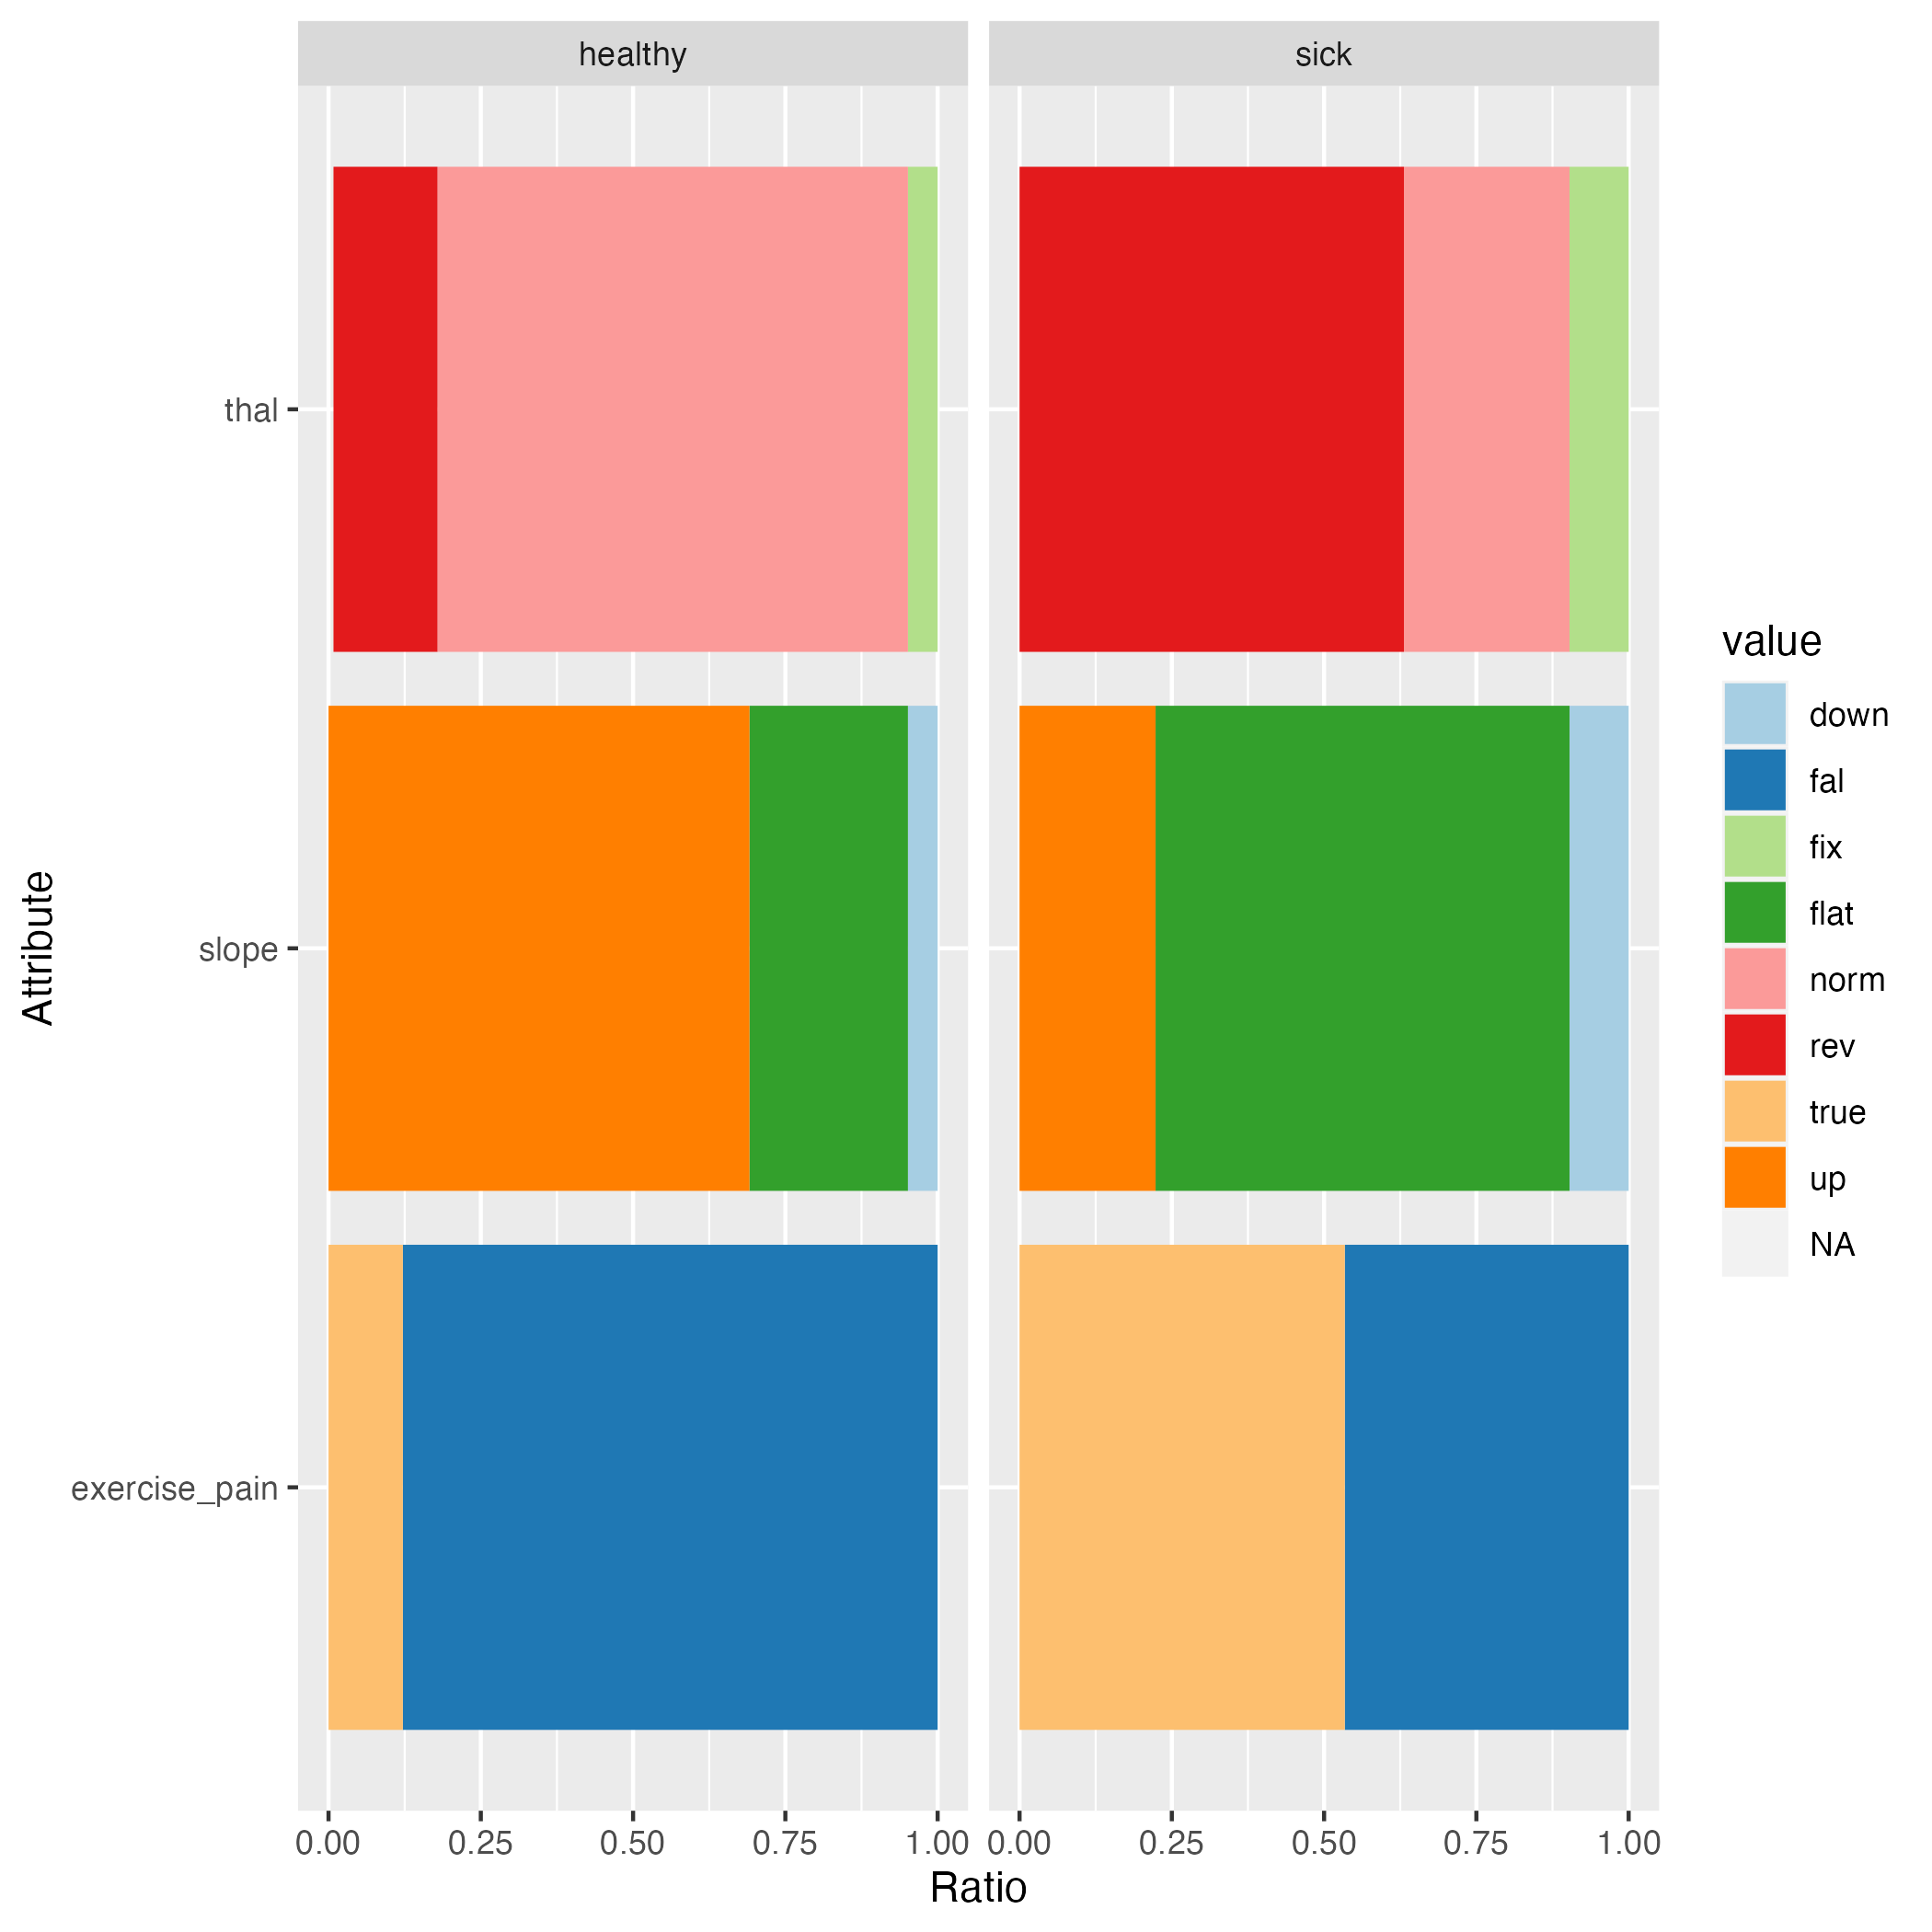 healthy
sick
thal
slope
exercise_pain
Attribute
0.00 0.25 0.50 0.75 1.00 0.00 0.25 0.50 0.75 1.00
Ratio
value
down
fal
fix
flat
norm
rev
true
up
NA